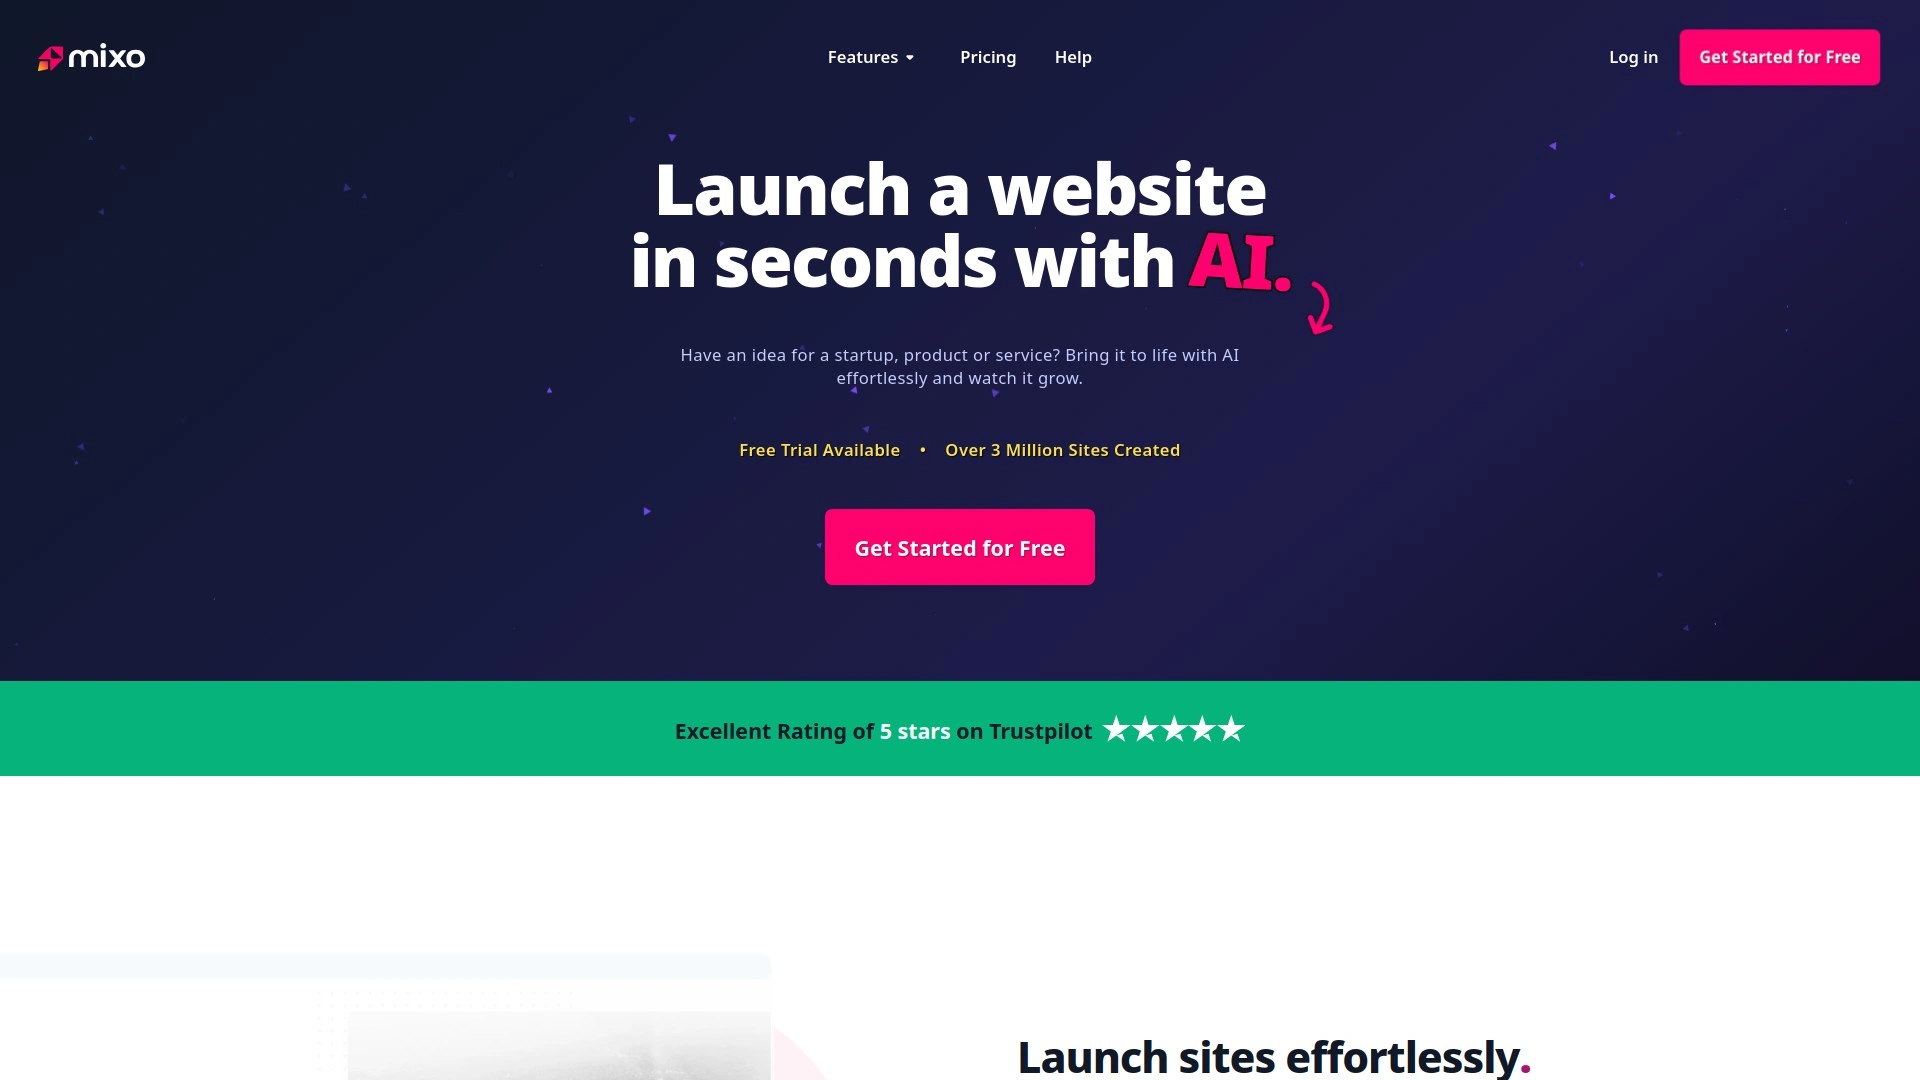 mixo
Features
Pricing
Help
Log in
Get Started for Free
Launch a website
in seconds with AI.
Have an idea for a startup, product or service? Bring it to life with AI
effortlessly and watch it grow.
Free Trial Available • Over 3 Million Sites Created
Get Started for Free
Excellent Rating of 5 stars on Trustpilot
Launch sites effortlessly.